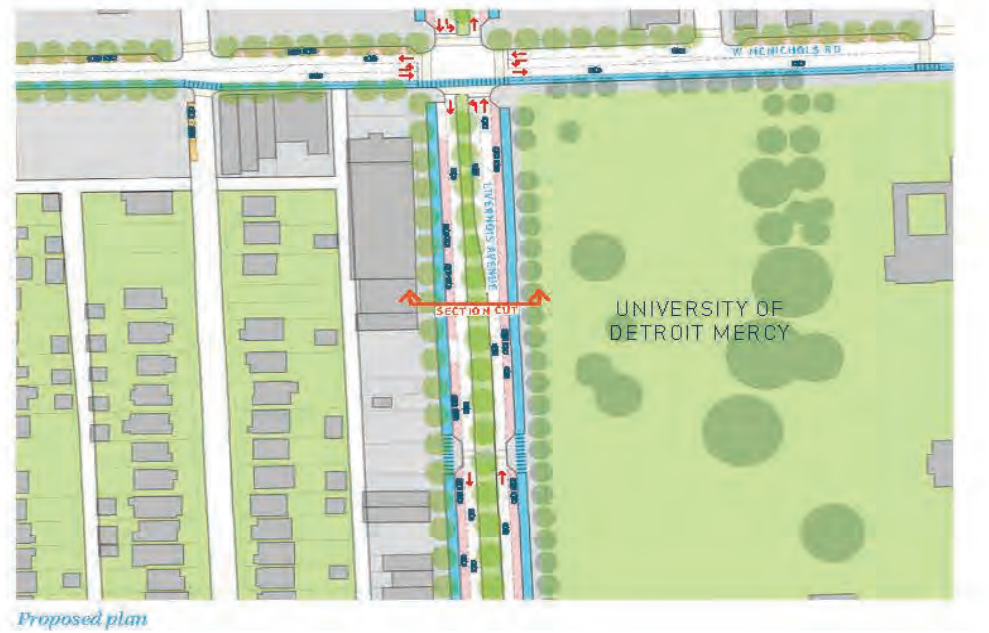 W MCNICHOLS RD
LIVERNOIS AVENUE
SECTION CUT
UNIVERSITY OF
DETROIT MERCY
Proposed plan